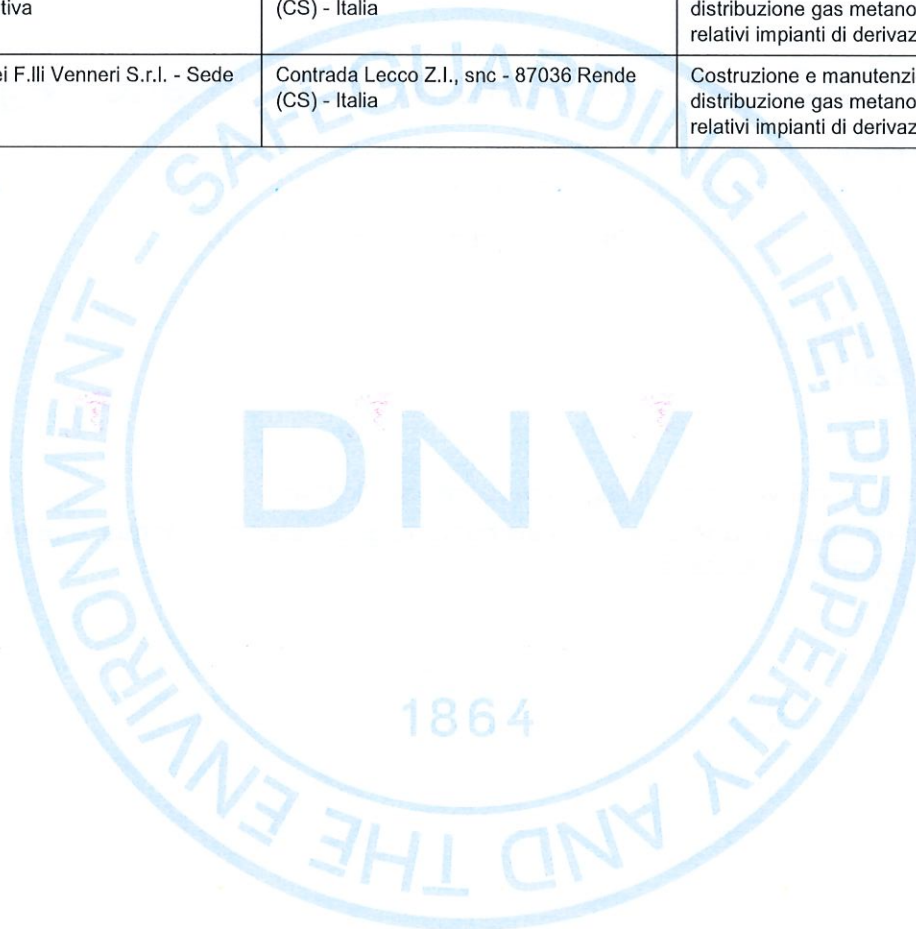 tiva
(CS) - Italia
distribuzione gas metano
relativi impianti di derivaz
ei F.lli Venneri S.r.l. - Sede
Contrada Lecco Z.I., snc - 87036 Rende
(CS) - Italia
Costruzione e manutenzi
distribuzione gas metano
relativi impianti di derivaz
SAFEGUARDING LIFE, PROPERTY AND THE ENVIRONMENT -
DNV
1864